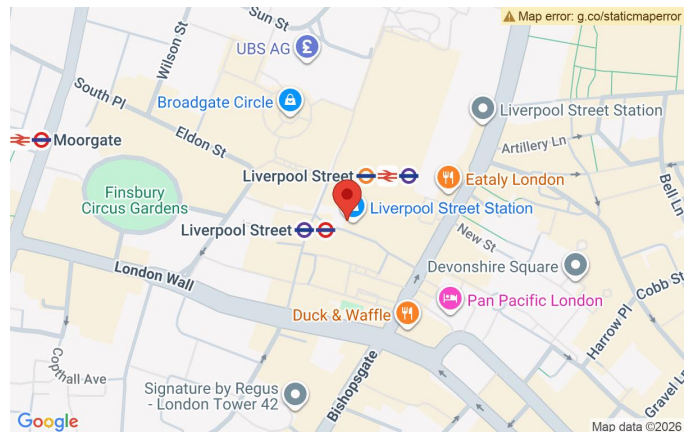 Sun St
⚠ Map error: g.co/staticmaperror
Wilson St
UBS AG
£
South Pl
Broadgate Circle
Liverpool Street Station
Eldon St
Moorgate
Artillery Ln
Bell Ln
Liverpool Street
Eataly London
Finsbury
Circus Gardens
Liverpool Street Station
Liverpool Street
New St
London Wall
Devonshire Square
Cobb St
Pan Pacific London
Duck & Waffle
Harrow Pl
Copthall Ave
Bishopsgate
Signature by Regus
- London Tower 42
Gravel Ln
Google
Map data ©2026